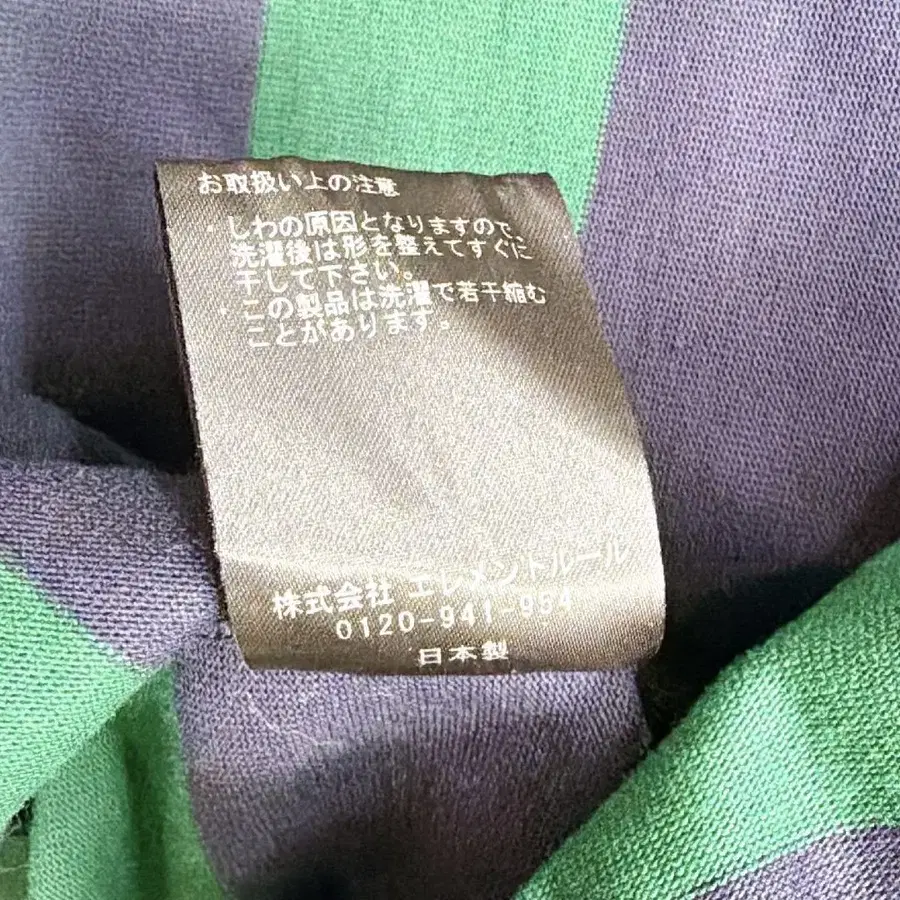 お取扱い上の注意
・しわの原因となりますので、
洗濯後は形を整えてすぐに
干して下さい。
・この製品は洗濯で若干縮む
ことがあります。
株式会社 エレメントルール
0120-941-954
日本製